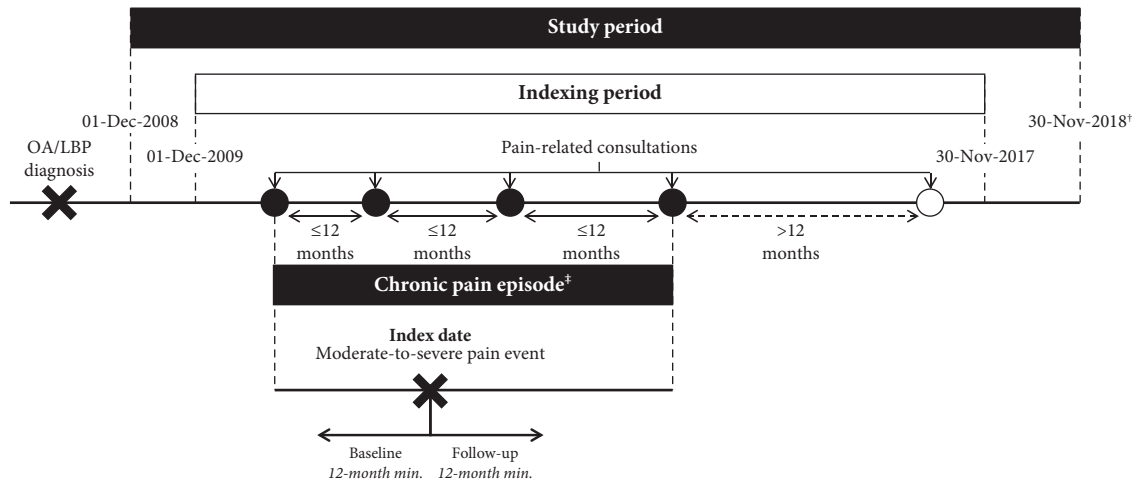 Study period
Indexing period
01-Dec-2008
30-Nov-2018†
OA/LBP
diagnosis
01-Dec-2009
Pain-related consultations
30-Nov-2017
≤12
months
≤12
months
≤12
months
>12
months
Chronic pain episode‡
Index date
Moderate-to-severe pain event
Baseline
12-month min.
Follow-up
12-month min.